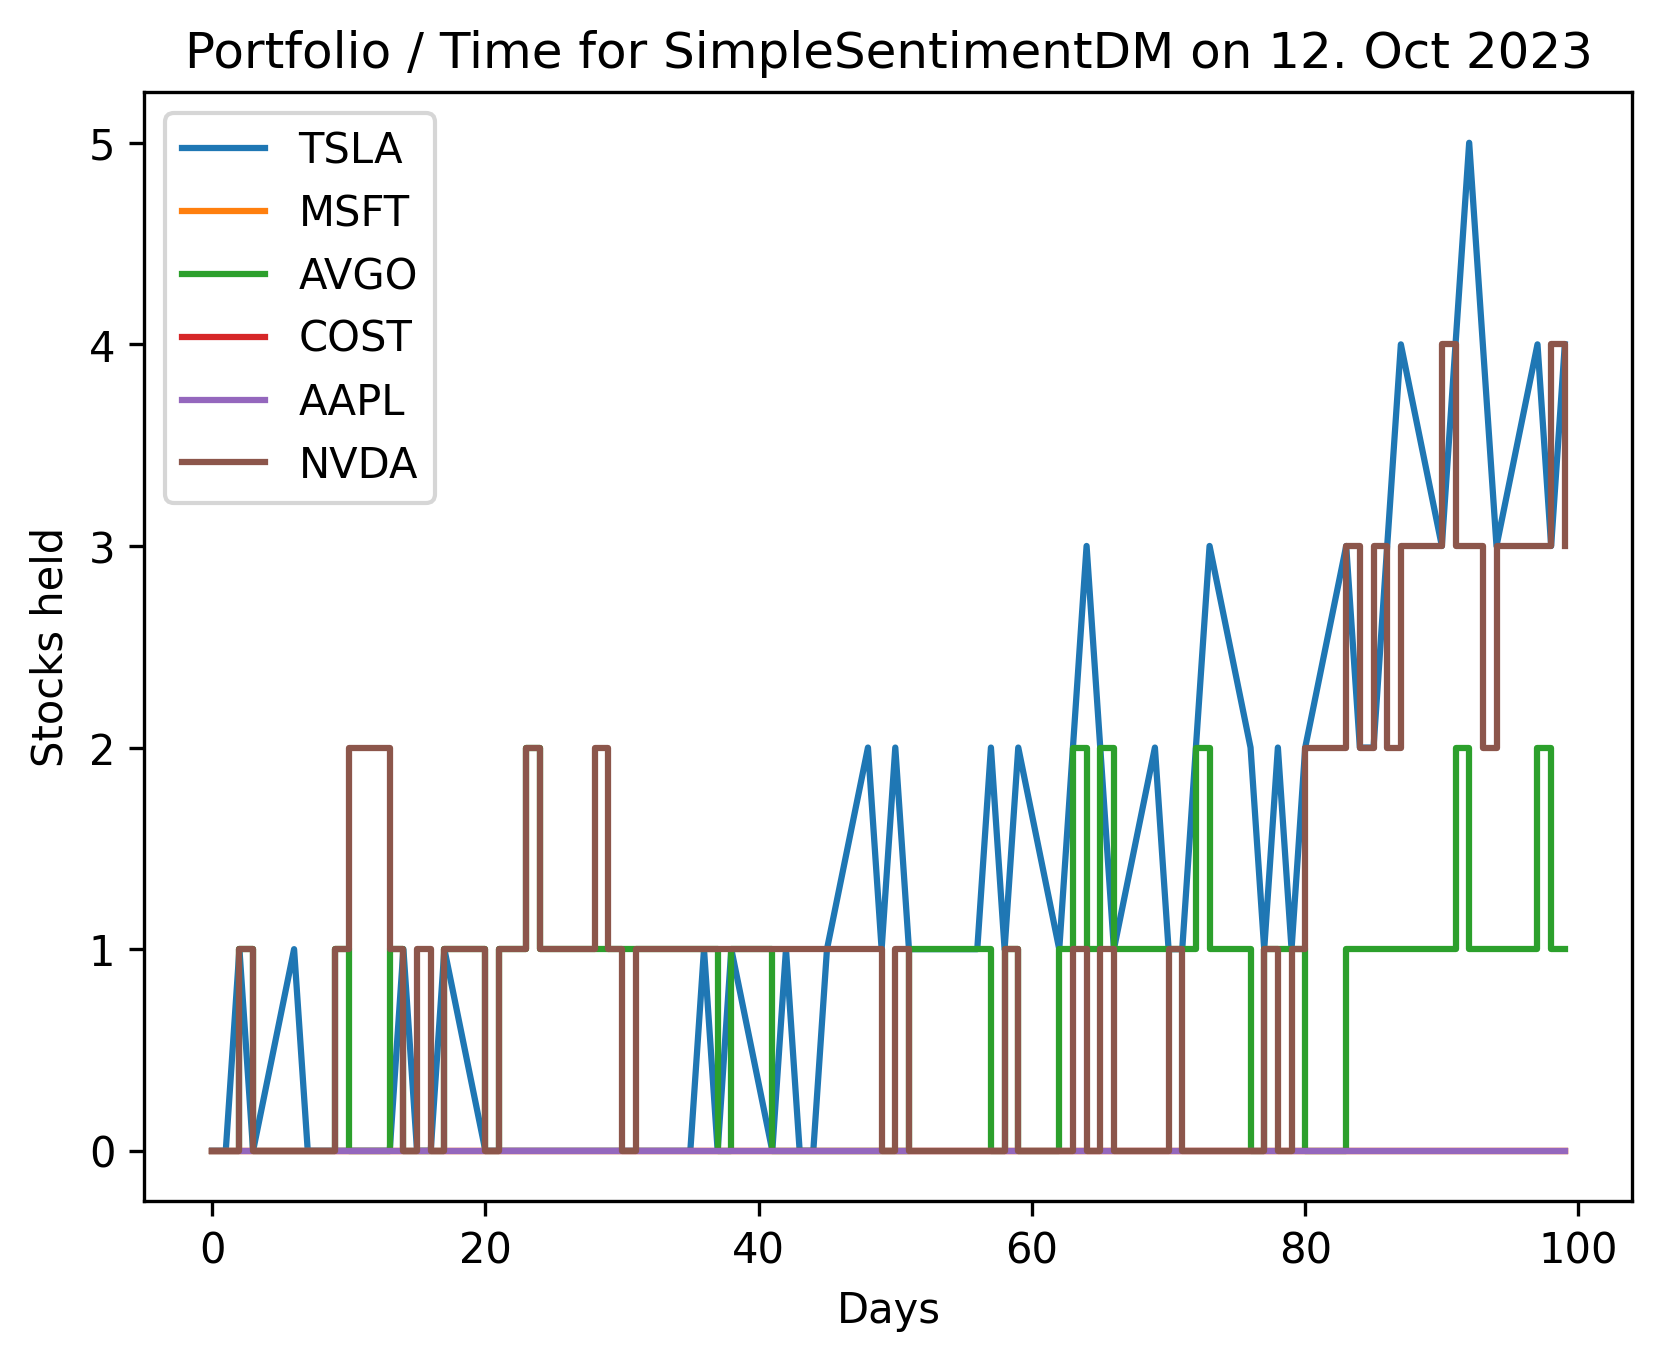 Portfolio / Time for SimpleSentimentDM on 12. Oct 2023
TSLA
MSFT
AVGO
COST
AAPL
NVDA
Stocks held
5
4
3
2
1
0
0 20 40 60 80 100
Days